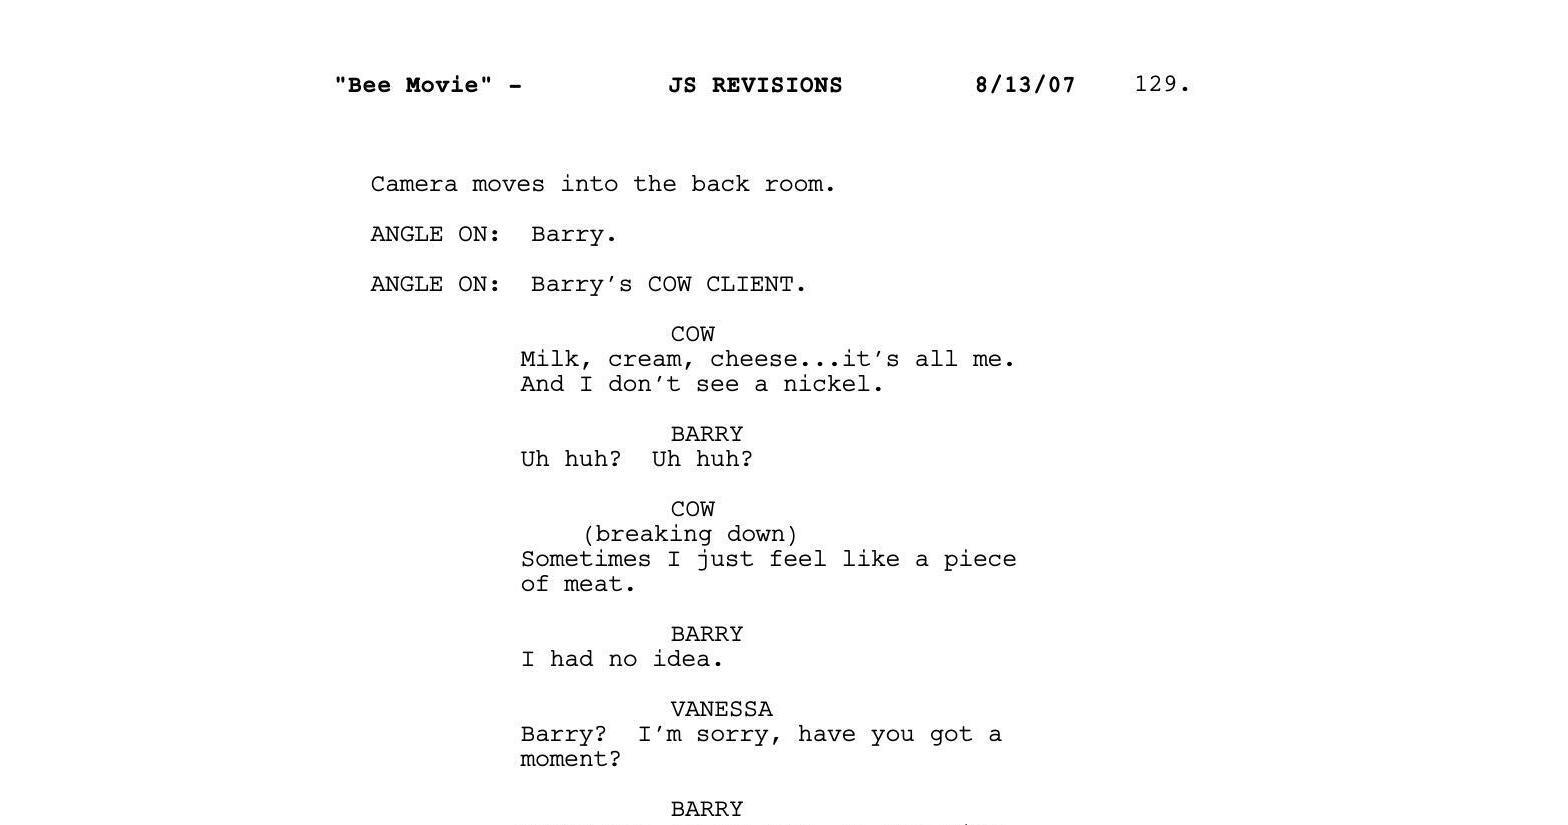 "Bee Movie" - JS REVISIONS 8/13/07 129.
Camera moves into the back room.
ANGLE ON:  Barry.
ANGLE ON:  Barry's COW CLIENT.
COW
Milk, cream, cheese...it's all me.
And I don't see a nickel.
BARRY
Uh huh?  Uh huh?
COW
(breaking down)
Sometimes I just feel like a piece
of meat.
BARRY
I had no idea.
VANESSA
Barry?  I'm sorry, have you got a
moment?
BARRY